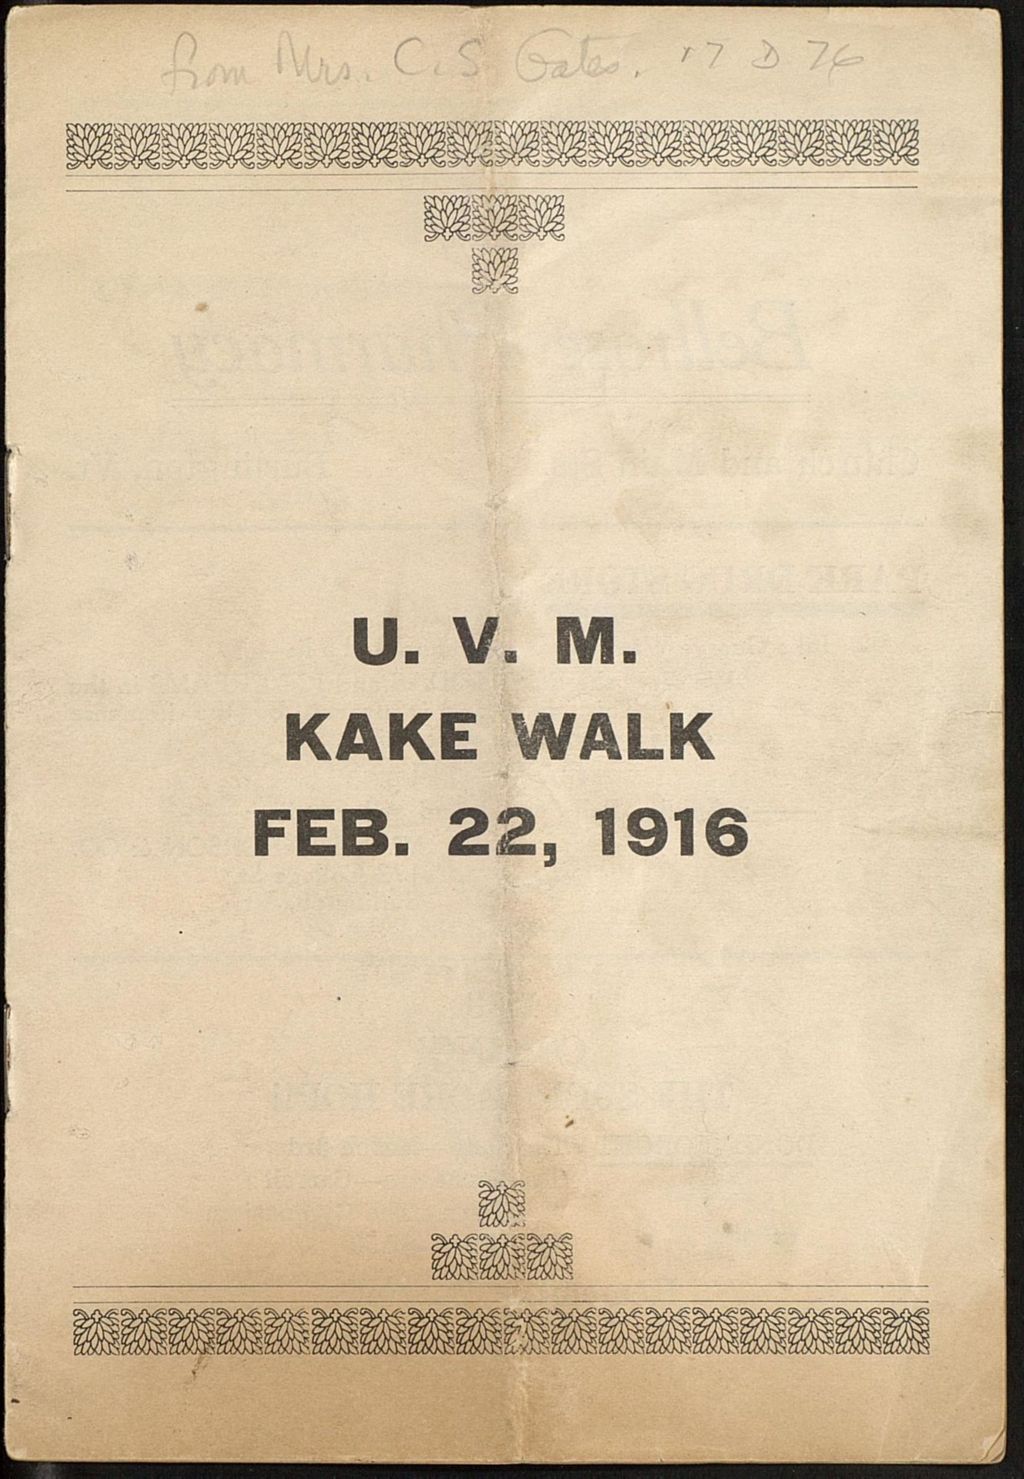 from Mrs. C. S. Gates. '17 D 76
U. V. M.
KAKE WALK
FEB. 22, 1916